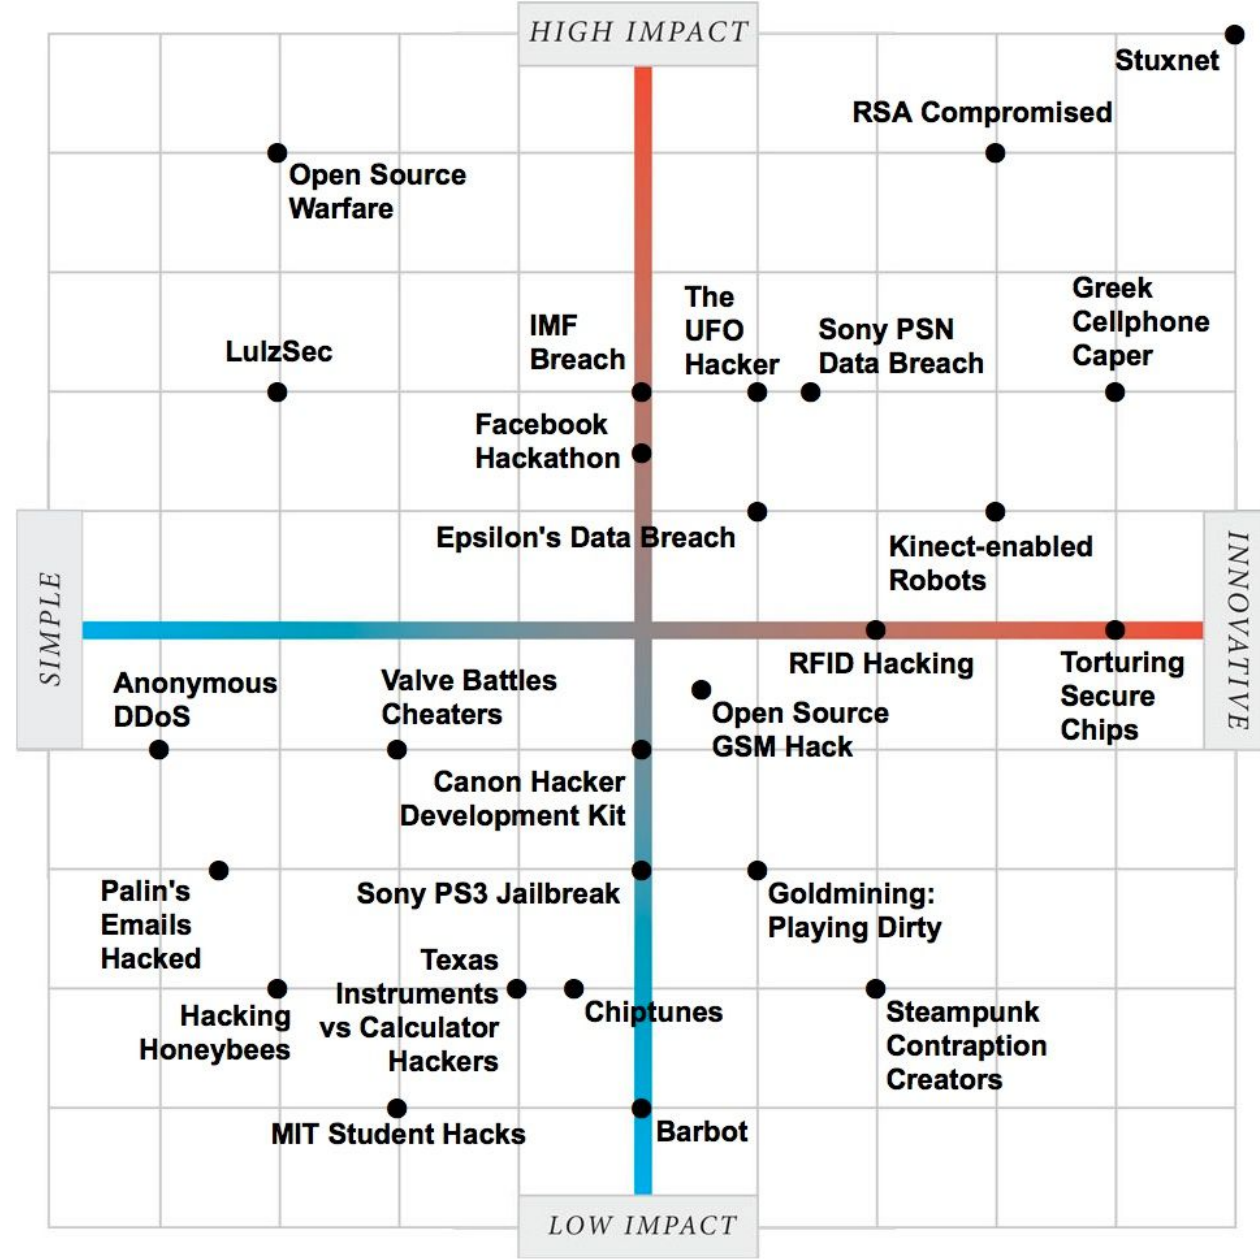 HIGH IMPACT
Stuxnet
RSA Compromised
Open Source
Warfare
Greek
Cellphone
Caper
The
UFO
Hacker
IMF
Breach
Sony PSN
Data Breach
LulzSec
Facebook
Hackathon
Epsilon's Data Breach
Kinect-enabled
Robots
SIMPLE
INNOVATIVE
RFID Hacking
Torturing
Secure
Chips
Anonymous
DDoS
Valve Battles
Cheaters
Open Source
GSM Hack
Canon Hacker
Development Kit
Palin's
Emails
Hacked
Sony PS3 Jailbreak
Goldmining:
Playing Dirty
Texas
Instruments
vs Calculator
Hackers
Hacking
Honeybees
Chiptunes
Steampunk
Contraption
Creators
MIT Student Hacks
Barbot
LOW IMPACT